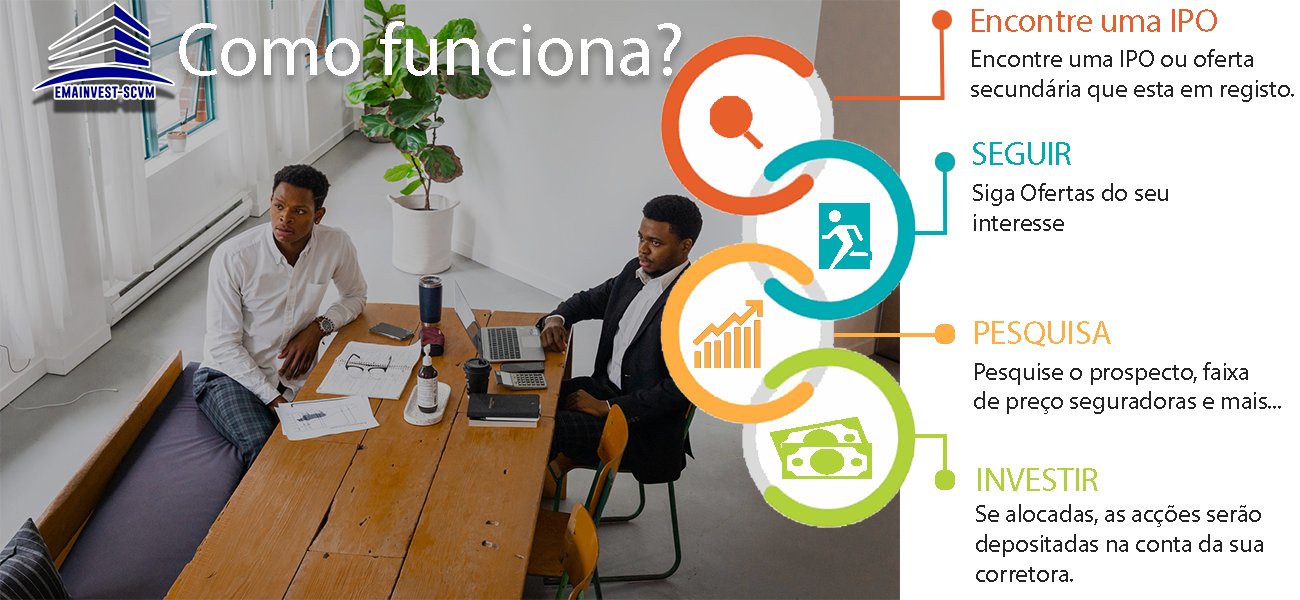 EMAINVEST-SCVM
Como funciona?
Encontre uma IPO
Encontre uma IPO ou oferta
secundária que esta em registo.
SEGUIR
Siga Ofertas do seu
interesse
PESQUISA
Pesquise o prospecto, faixa
de preço seguradoras e mais...
INVESTIR
Se alocadas, as acções serão
depositadas na conta da sua
corretora.